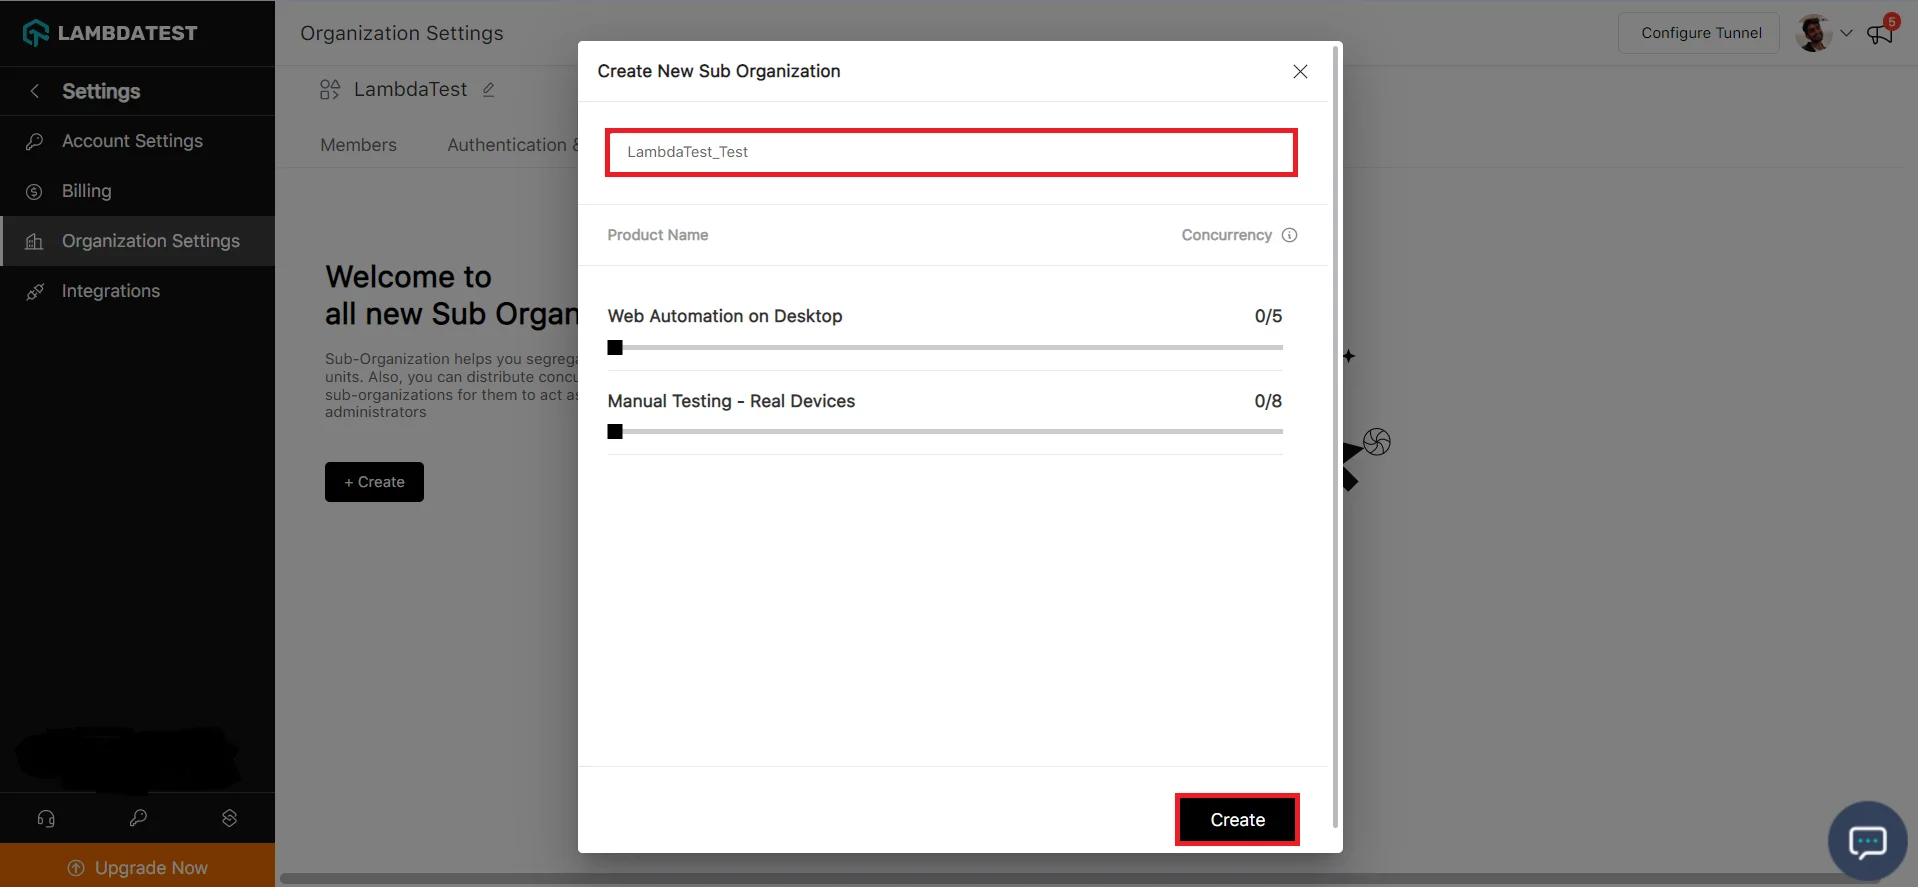 LAMBDATEST
Settings
Account Settings
Billing
Organization Settings
Integrations
Upgrade Now
Organization Settings
Configure Tunnel
5
LambdaTest
Members
Authentication &
Welcome to
all new Sub Organ
Sub-Organization helps you segrega
units. Also, you can distribute concu
sub-organizations for them to act as
administrators
+ Create
Create New Sub Organization
LambdaTest_Test
Product Name
Concurrency
Web Automation on Desktop
0/5
Manual Testing - Real Devices
0/8
Create